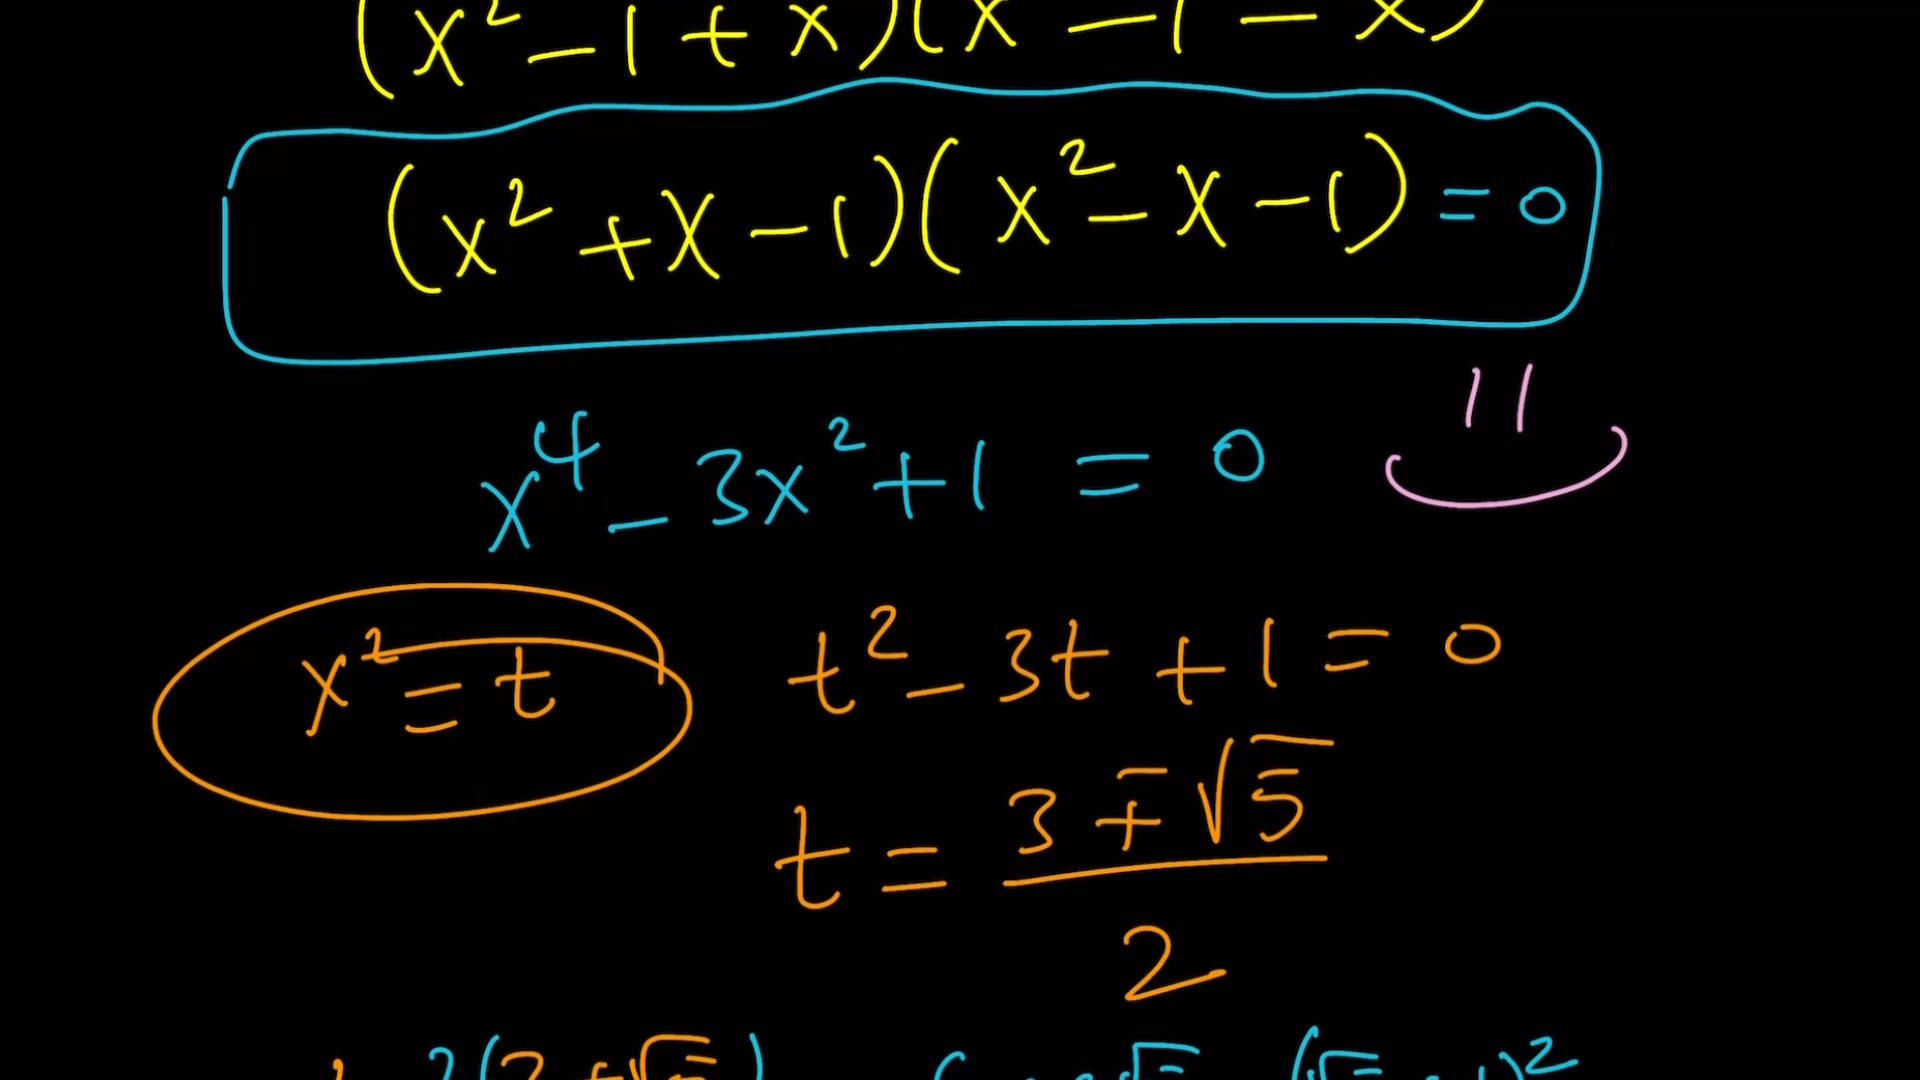 (x²-1+x)(x-1-x)
(x²+x-1)(x²-x-1)=0
x⁴-3x²+1=0
x²=t t²-3t+1=0
t=(3∓√5)/2